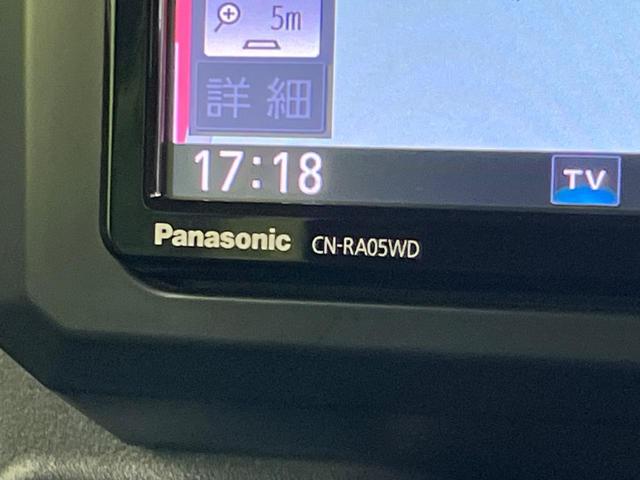 5m
詳細
17:18
TV
Panasonic CN-RA05WD